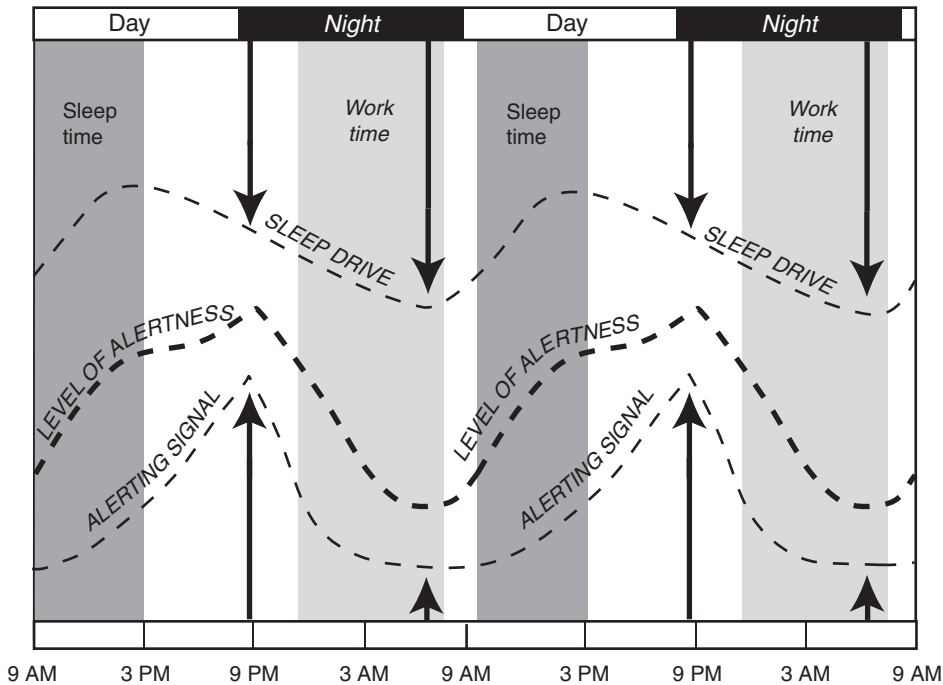 Day Night Day Night
Sleep time
Work time
Sleep time
Work time
SLEEP DRIVE
SLEEP DRIVE
LEVEL OF ALERTNESS
LEVEL OF ALERTNESS
ALERTING SIGNAL
ALERTING SIGNAL
9 AM 3 PM 9 PM 3 AM 9 AM 3 PM 9 PM 3 AM 9 AM